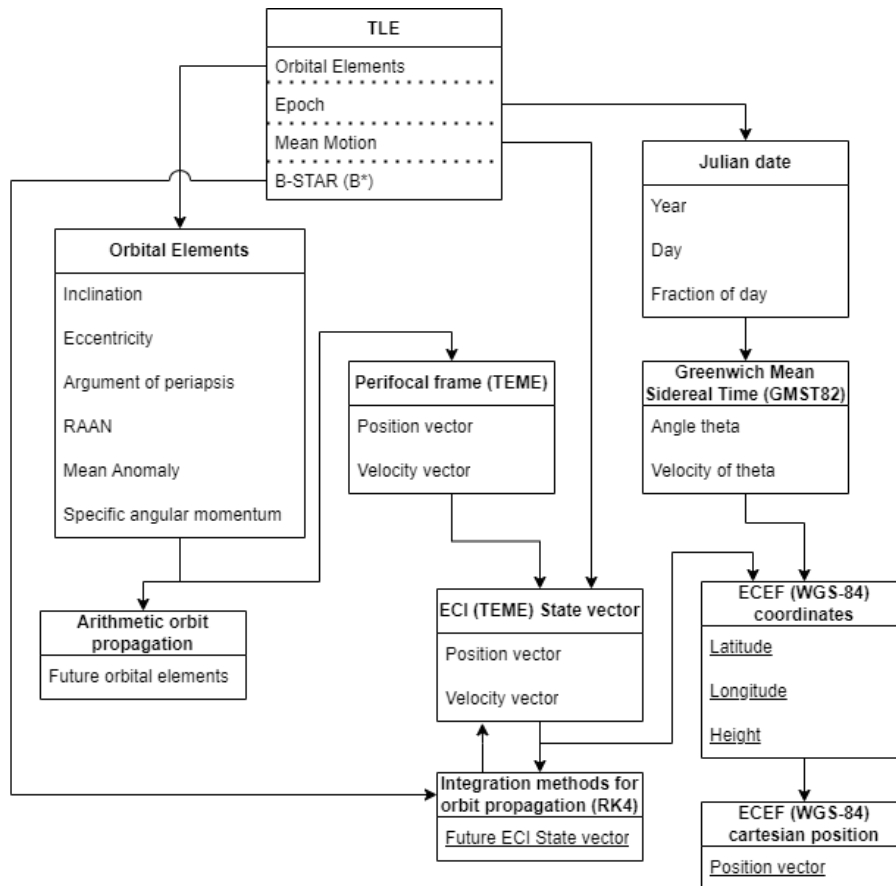 TLE
Orbital Elements
Epoch
Mean Motion
B-STAR (B*)
Julian date
Year
Day
Fraction of day
Orbital Elements
Inclination
Eccentricity
Argument of periapsis
RAAN
Mean Anomaly
Specific angular momentum
Perifocal frame (TEME)
Position vector
Velocity vector
Greenwich Mean
Sidereal Time (GMST82)
Angle theta
Velocity of theta
Arithmetic orbit
propagation
Future orbital elements
ECI (TEME) State vector
Position vector
Velocity vector
ECEF (WGS-84)
coordinates
Latitude
Longitude
Height
Integration methods for
orbit propagation (RK4)
Future ECI State vector
ECEF (WGS-84)
cartesian position
Position vector